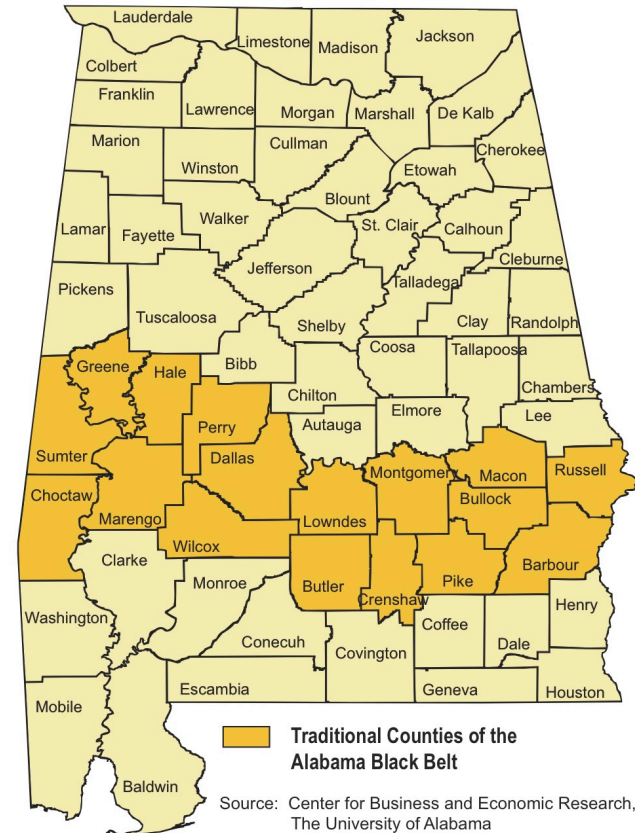 Lauderdale
Limestone
Madison
Jackson
Colbert
Franklin
Lawrence
Morgan
Marshall
De Kalb
Marion
Winston
Cullman
Cherokee
Etowah
Blount
Lamar
Fayette
Walker
St. Clair
Calhoun
Cleburne
Jefferson
Talladega
Pickens
Tuscaloosa
Shelby
Clay
Randolph
Bibb
Coosa
Tallapoosa
Greene
Hale
Chilton
Chambers
Autauga
Elmore
Lee
Perry
Sumter
Dallas
Montgomer
Macon
Russell
Choctaw
Marengo
Lowndes
Bullock
Wilcox
Clarke
Monroe
Butler
Crenshaw
Pike
Barbour
Washington
Conecuh
Covington
Coffee
Dale
Henry
Escambia
Geneva
Houston
Mobile
Baldwin
Traditional Counties of the
Alabama Black Belt
Source: Center for Business and Economic Research,
The University of Alabama